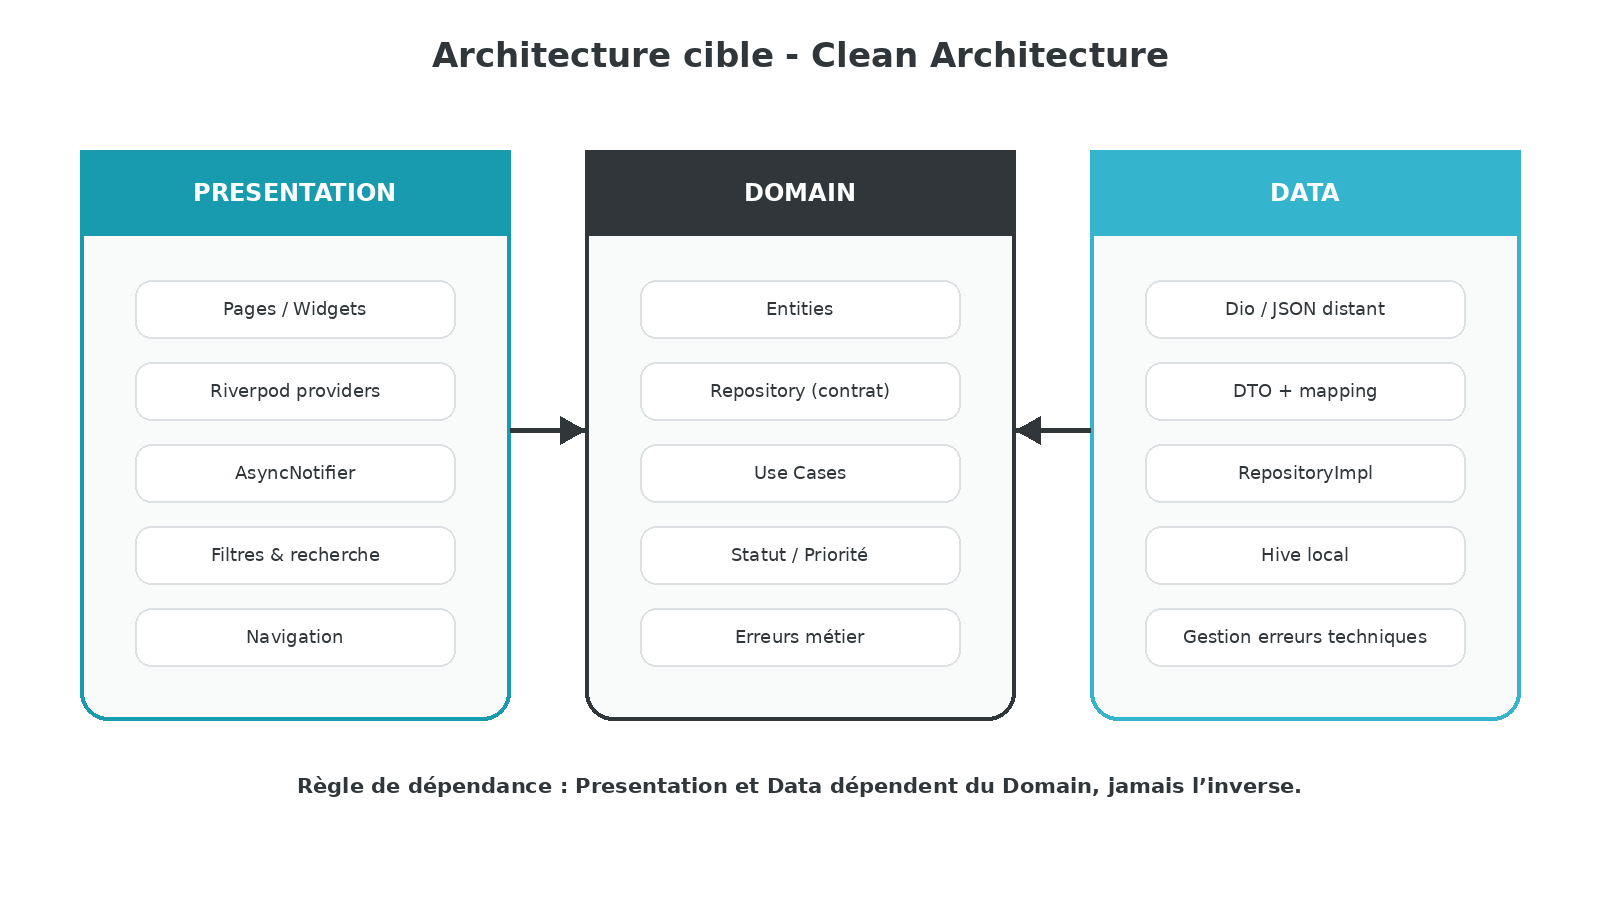 Architecture cible - Clean Architecture
PRESENTATION
Pages / Widgets
Riverpod providers
AsyncNotifier
Filtres & recherche
Navigation
DOMAIN
Entities
Repository (contrat)
Use Cases
Statut / Priorité
Erreurs métier
DATA
Dio / JSON distant
DTO + mapping
RepositoryImpl
Hive local
Gestion erreurs techniques
Règle de dépendance : Presentation et Data dépendent du Domain, jamais l’inverse.